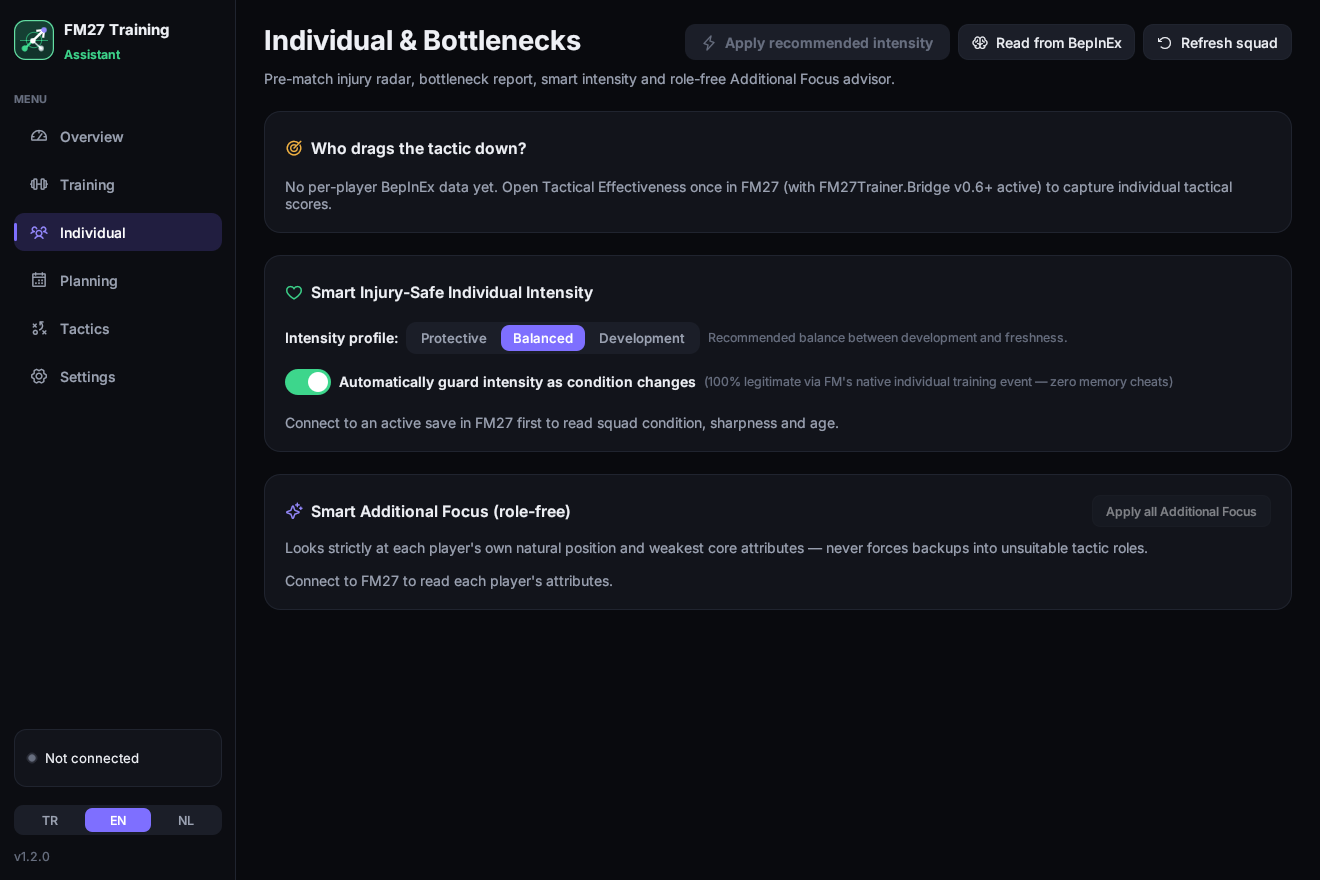 FM27 Training
Assistant
MENU
Overview
Training
Individual
Planning
Tactics
Settings
Not connected
TR EN NL
v1.2.0
Individual & Bottlenecks
Apply recommended intensity
Read from BepInEx
Refresh squad
Pre-match injury radar, bottleneck report, smart intensity and role-free Additional Focus advisor.
Who drags the tactic down?
No per-player BepInEx data yet. Open Tactical Effectiveness once in FM27 (with FM27Trainer.Bridge v0.6+ active) to capture individual tactical
scores.
Smart Injury-Safe Individual Intensity
Intensity profile: Protective Balanced Development Recommended balance between development and freshness.
Automatically guard intensity as condition changes (100% legitimate via FM's native individual training event — zero memory cheats)
Connect to an active save in FM27 first to read squad condition, sharpness and age.
Smart Additional Focus (role-free)
Apply all Additional Focus
Looks strictly at each player's own natural position and weakest core attributes — never forces backups into unsuitable tactic roles.
Connect to FM27 to read each player's attributes.